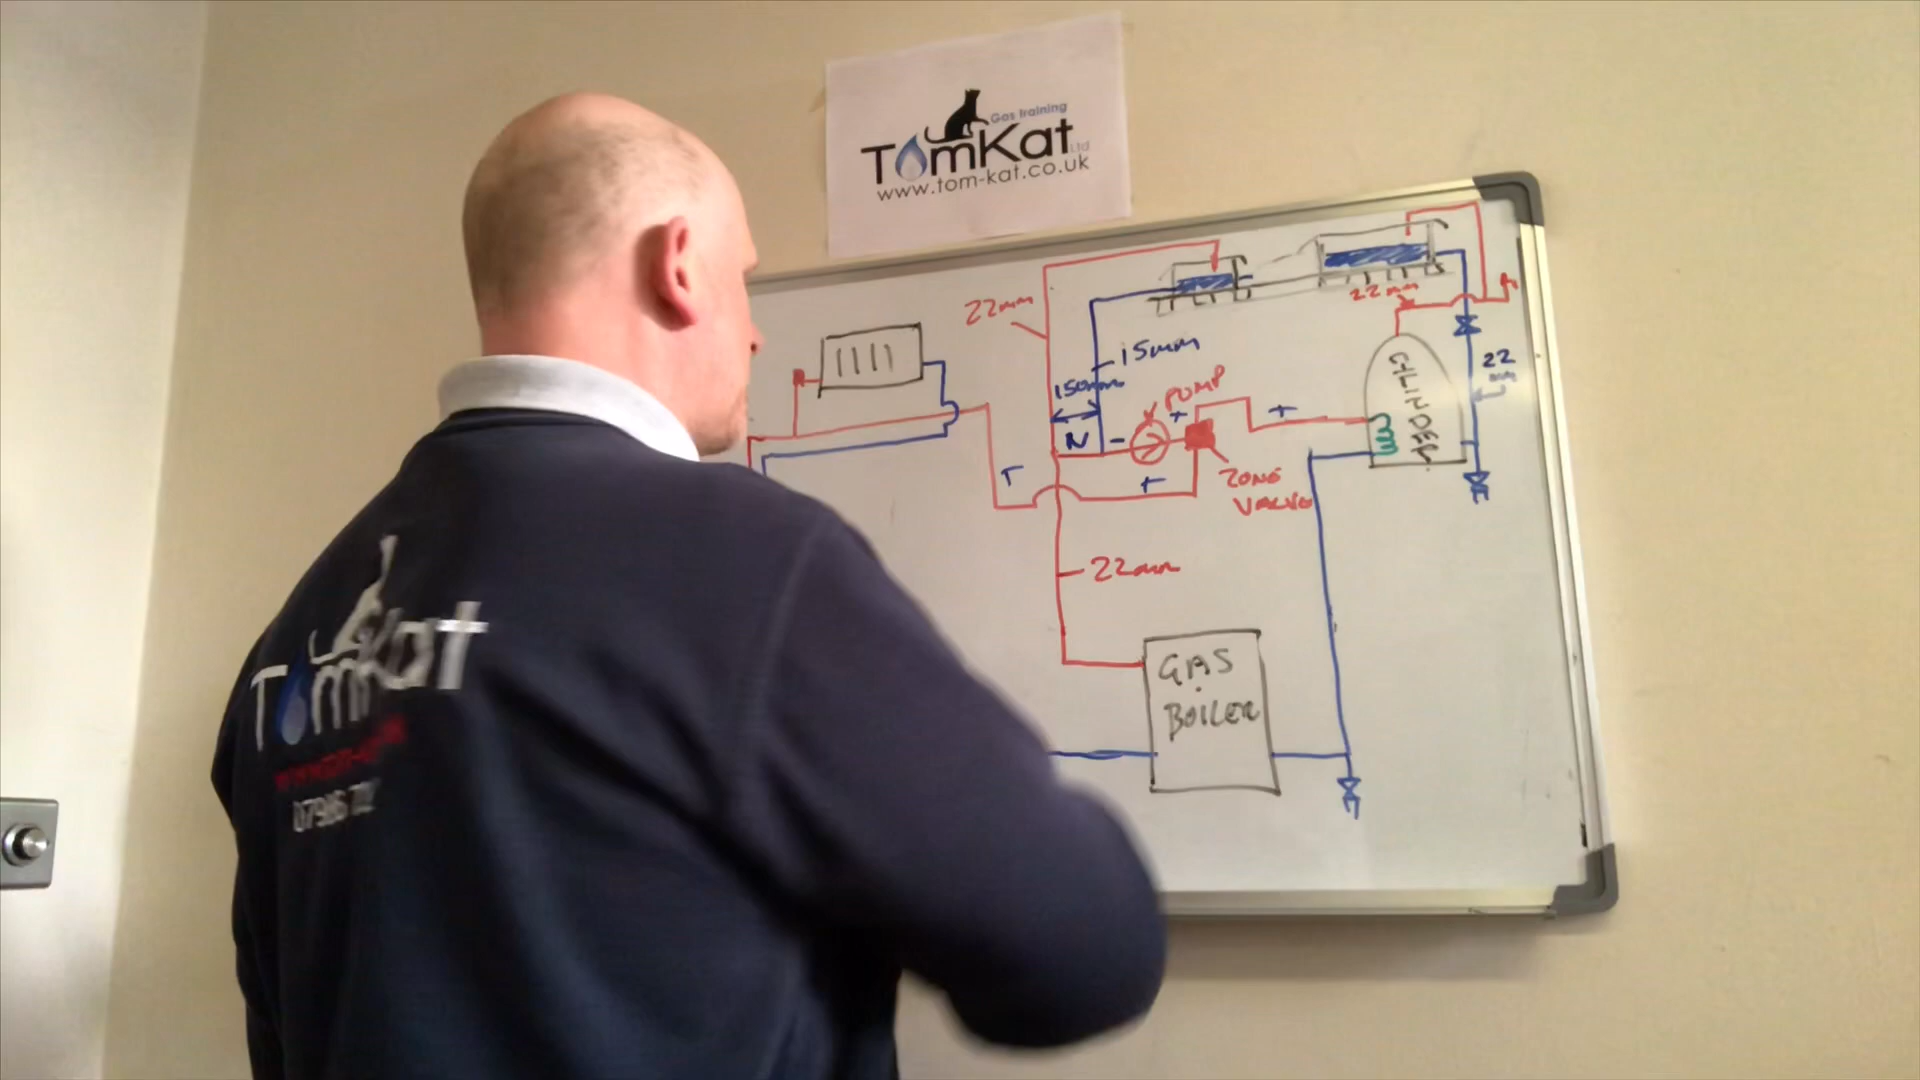 Gas training
TomKat Ltd
www.tom-kat.co.uk
22mm
22mm
15mm
150mm
PUMP
+
+
N
-
T
+
ZONE
VALVE
CYLINDER
22
mm
22mm
GAS
BOILER
TomKat